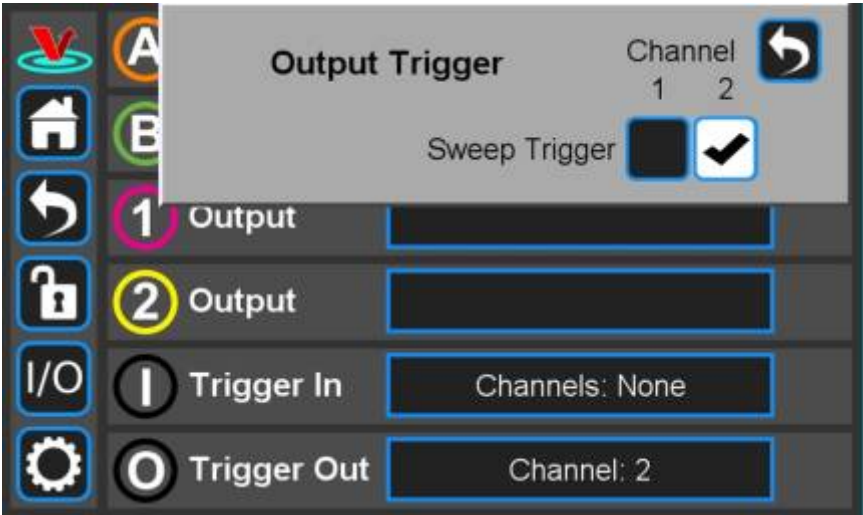 A
Output Trigger
Channel
1 2
B
Sweep Trigger
1 Output
2 Output
I/O
I Trigger In
Channels: None
O Trigger Out
Channel: 2